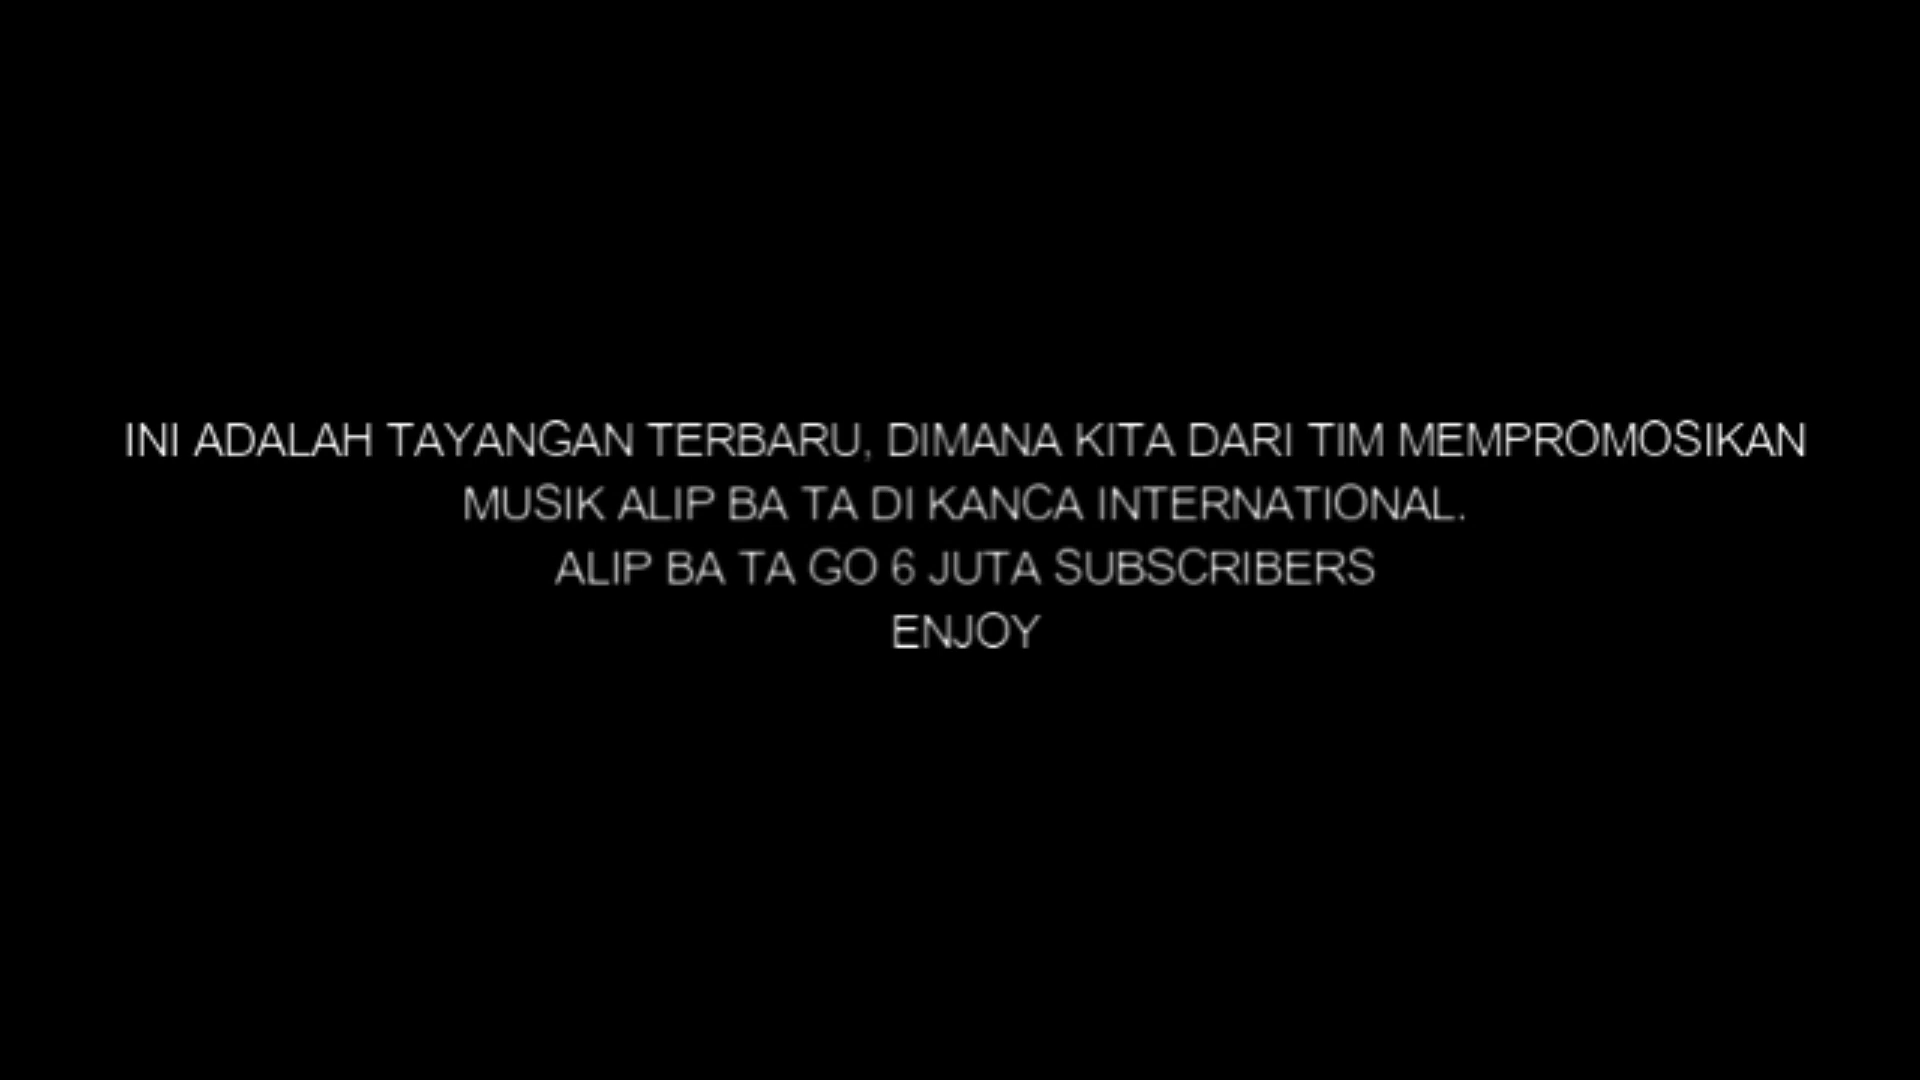 INI ADALAH TAYANGAN TERBARU, DIMANA KITA DARI TIM MEMPROMOSIKAN
MUSIK ALIP BA TA DI KANCA INTERNATIONAL.
ALIP BA TA GO 6 JUTA SUBSCRIBERS
ENJOY